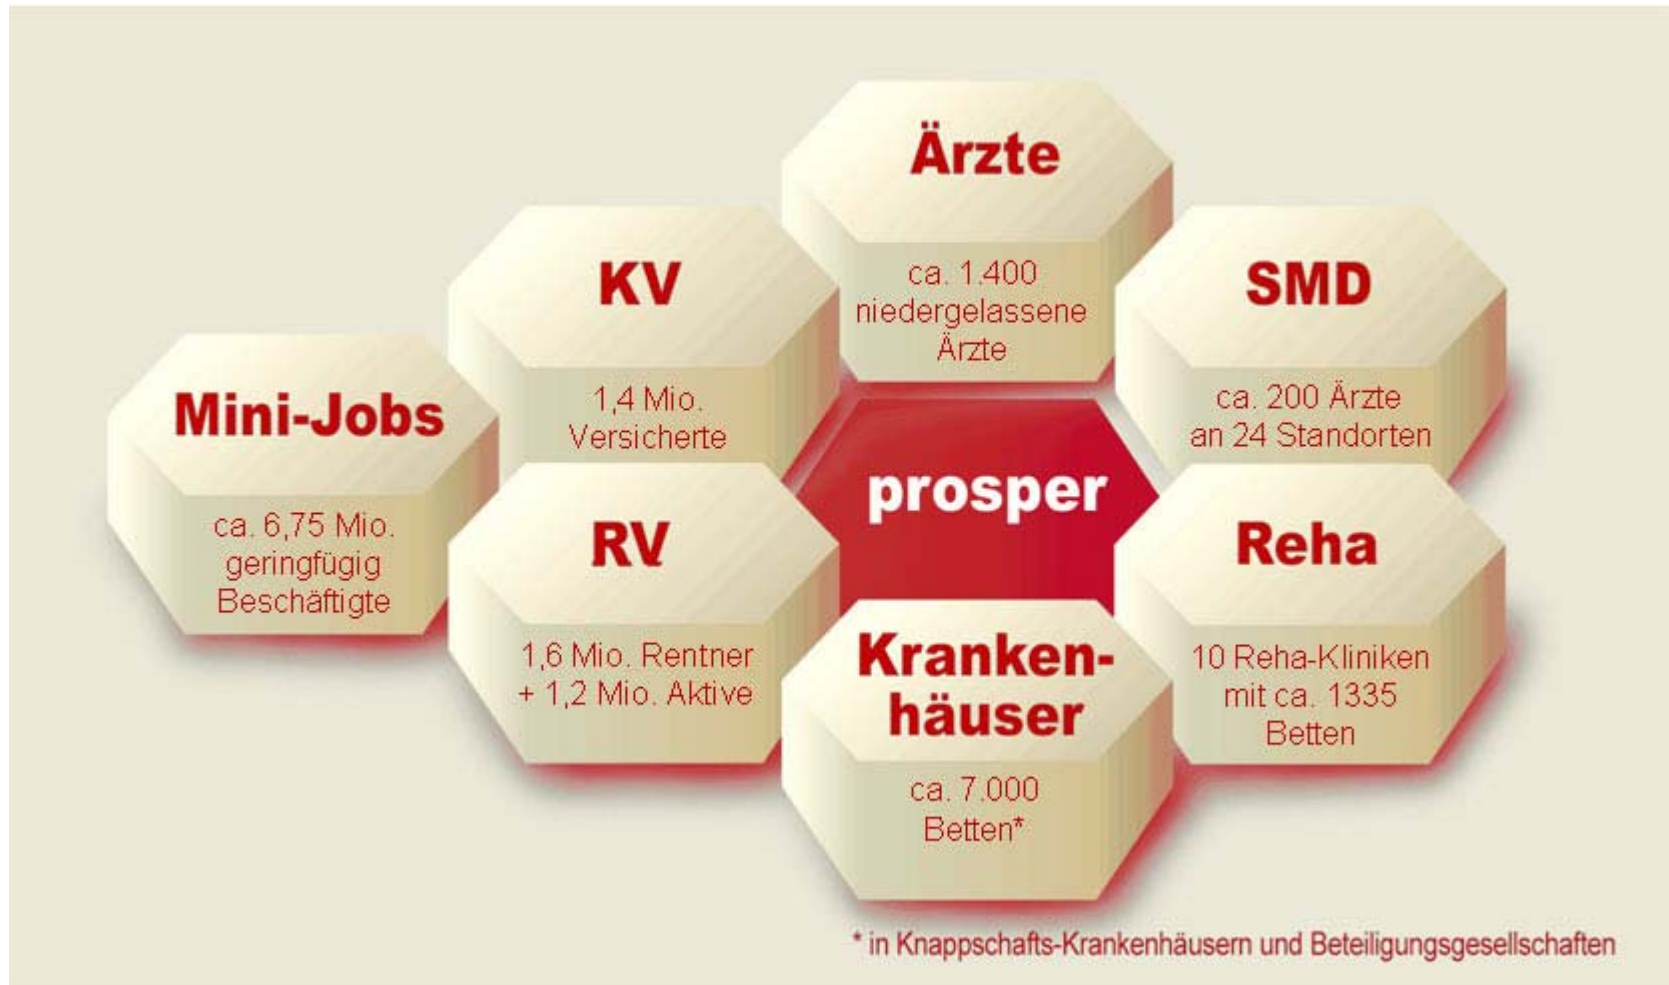 Ärzte
ca. 1.400
niedergelassene
Ärzte
KV
1,4 Mio.
Versicherte
SMD
ca. 200 Ärzte
an 24 Standorten
Mini-Jobs
ca. 6,75 Mio.
geringfügig
Beschäftigte
prosper
RV
1,6 Mio. Rentner
+ 1,2 Mio. Aktive
Reha
10 Reha-Kliniken
mit ca. 1335
Betten
Kranken-
häuser
ca. 7.000
Betten*
* in Knappschafts-Krankenhäusern und Beteiligungsgesellschaften